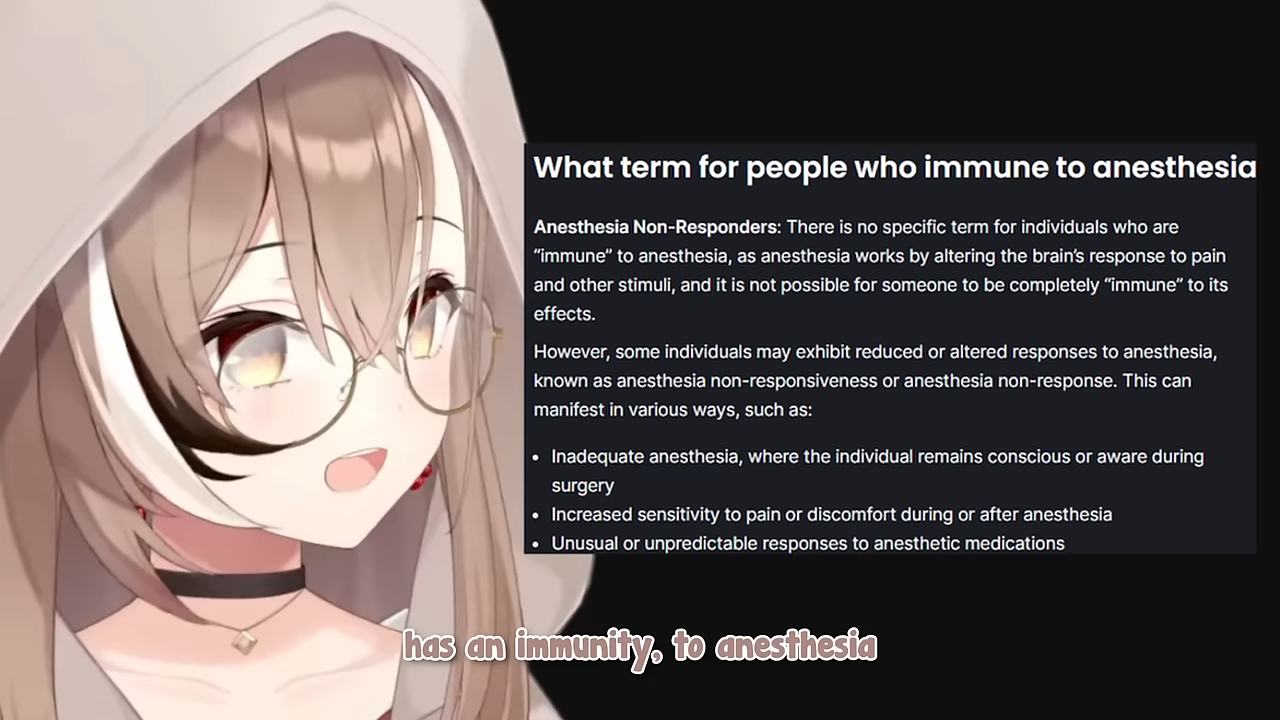 What term for people who immune to anesthesia
Anesthesia Non-Responders: There is no specific term for individuals who are
“immune” to anesthesia, as anesthesia works by altering the brain’s response to pain
and other stimuli, and it is not possible for someone to be completely “immune” to its
effects.
However, some individuals may exhibit reduced or altered responses to anesthesia,
known as anesthesia non-responsiveness or anesthesia non-response. This can
manifest in various ways, such as:
• Inadequate anesthesia, where the individual remains conscious or aware during
surgery
• Increased sensitivity to pain or discomfort during or after anesthesia
• Unusual or unpredictable responses to anesthetic medications
has an immunity, to anesthesia